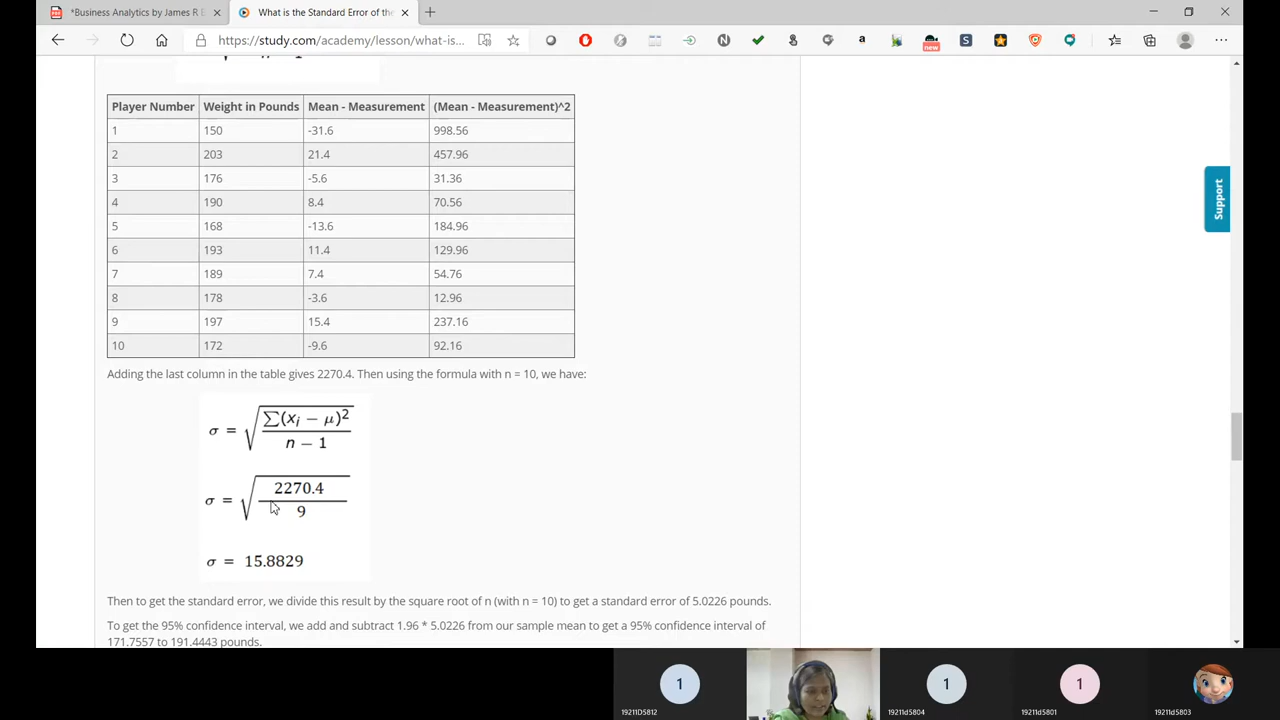 *Business Analytics by James R E
What is the Standard Error of the
https://study.com/academy/lesson/what-is...
new
Support
Player Number Weight in Pounds Mean - Measurement (Mean - Measurement)^2
1 150 -31.6 998.56
2 203 21.4 457.96
3 176 -5.6 31.36
4 190 8.4 70.56
5 168 -13.6 184.96
6 193 11.4 129.96
7 189 7.4 54.76
8 178 -3.6 12.96
9 197 15.4 237.16
10 172 -9.6 92.16
Adding the last column in the table gives 2270.4. Then using the formula with n = 10, we have:
σ = √(∑(xᵢ − μ)² / n − 1)
σ = √(2270.4 / 9)
σ = 15.8829
Then to get the standard error, we divide this result by the square root of n (with n = 10) to get a standard error of 5.0226 pounds.
To get the 95% confidence interval, we add and subtract 1.96 * 5.0226 from our sample mean to get a 95% confidence interval of
171.7557 to 191.4443 pounds.
1
1
1
19211D5812
19211d5804
19211d5801
19211d5803